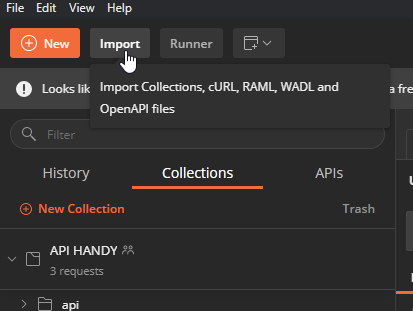 File Edit View Help
New Import Runner
Looks lik
Import Collections, cURL, RAML, WADL and
OpenAPI files
a fre
Filter
History Collections APIs
New Collection Trash
API HANDY
3 requests
api